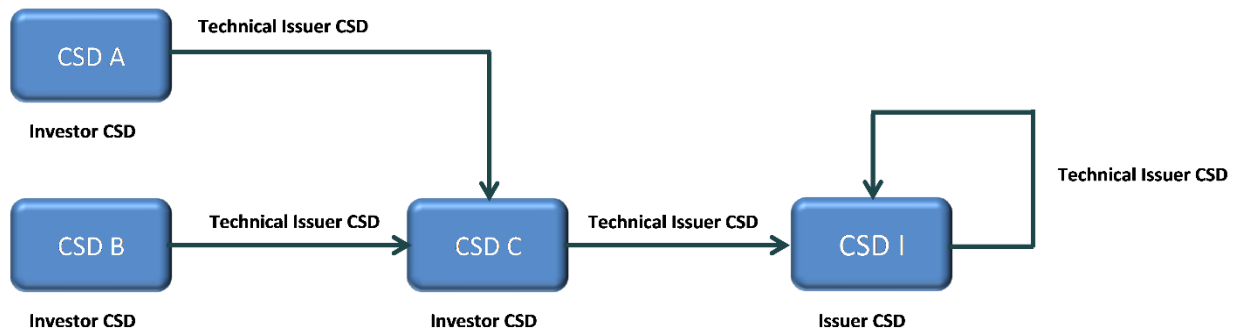 Technical Issuer CSD
CSD A
Investor CSD
Technical Issuer CSD
CSD B
Technical Issuer CSD
CSD C
Technical Issuer CSD
CSD I
Investor CSD
Investor CSD
Issuer CSD